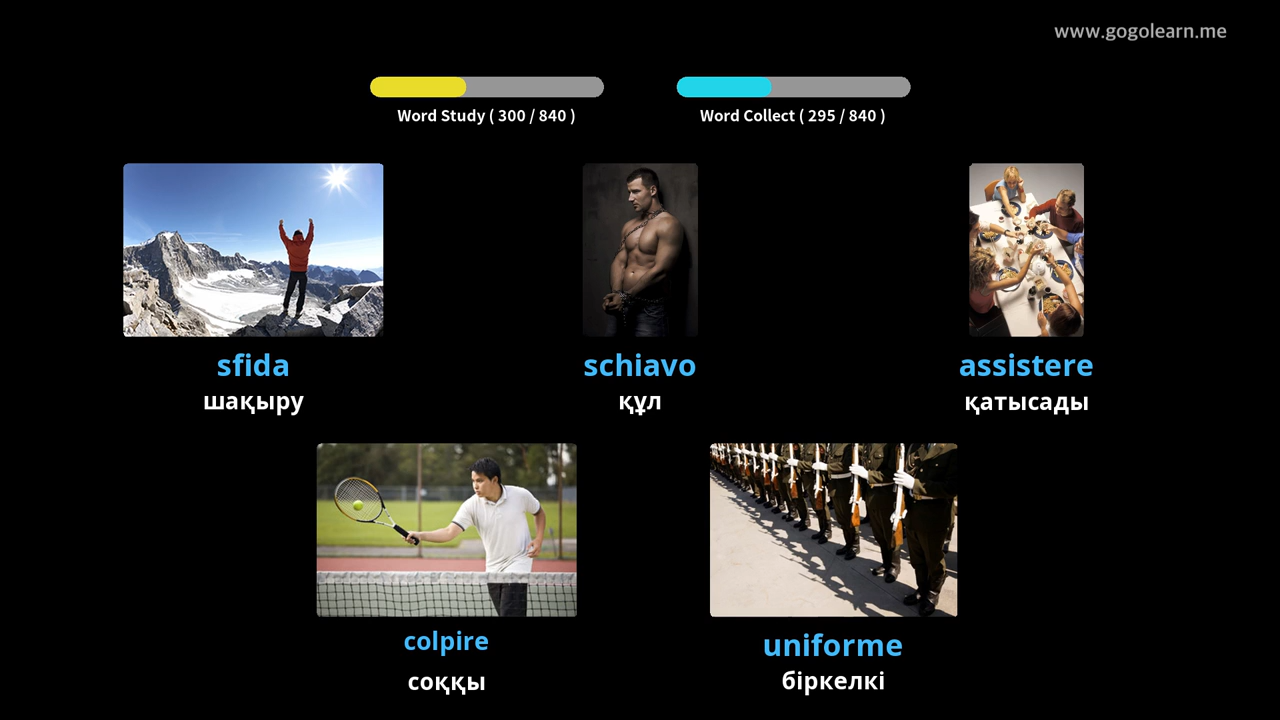 www.gogolearn.me
Word Study ( 300 / 840 )
Word Collect ( 295 / 840 )
sfida
шақыру
schiavo
құл
assistere
қатысады
colpire
соққы
uniforme
біркелкі